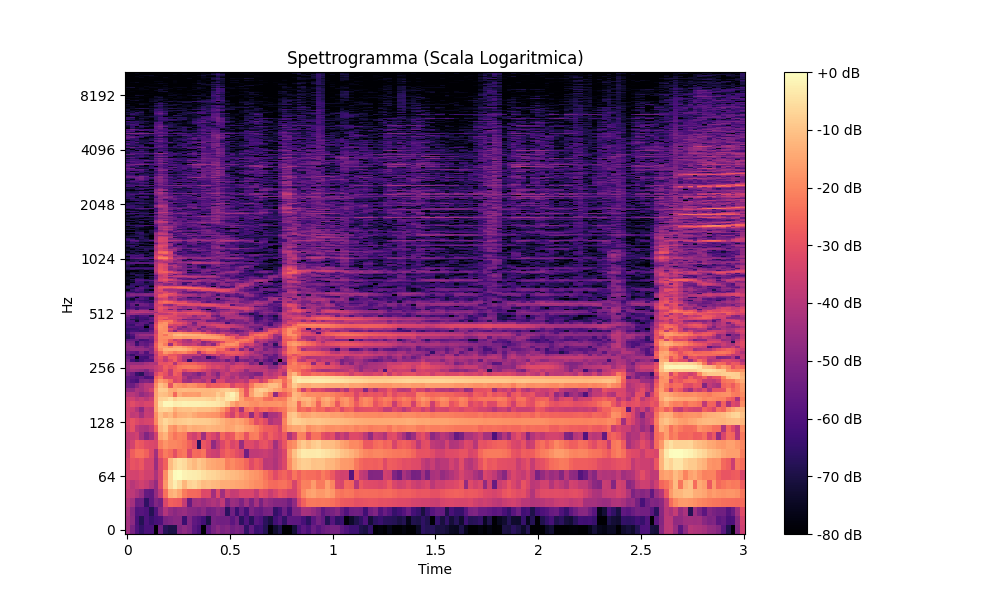 Spettrogramma (Scala Logaritmica)
Hz
8192
4096
2048
1024
512
256
128
64
0
0
0.5
1
1.5
2
2.5
3
Time
+0 dB
-10 dB
-20 dB
-30 dB
-40 dB
-50 dB
-60 dB
-70 dB
-80 dB